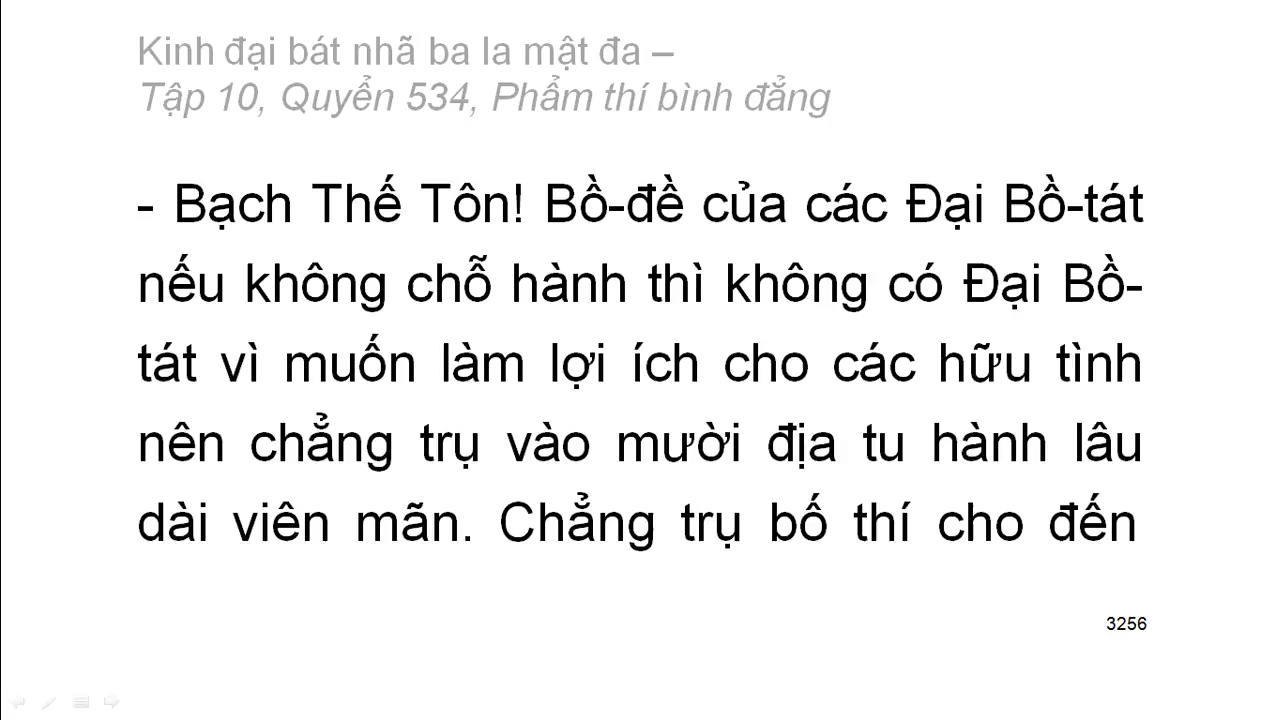 Kinh đại bát nhã ba la mật đa –
Tập 10, Quyển 534, Phẩm thí bình đẳng
- Bạch Thế Tôn! Bồ-đề của các Đại Bồ-tát
nếu không chỗ hành thì không có Đại Bồ-
tát vì muốn làm lợi ích cho các hữu tình
nên chẳng trụ vào mười địa tu hành lâu
dài viên mãn. Chẳng trụ bố thí cho đến
3256